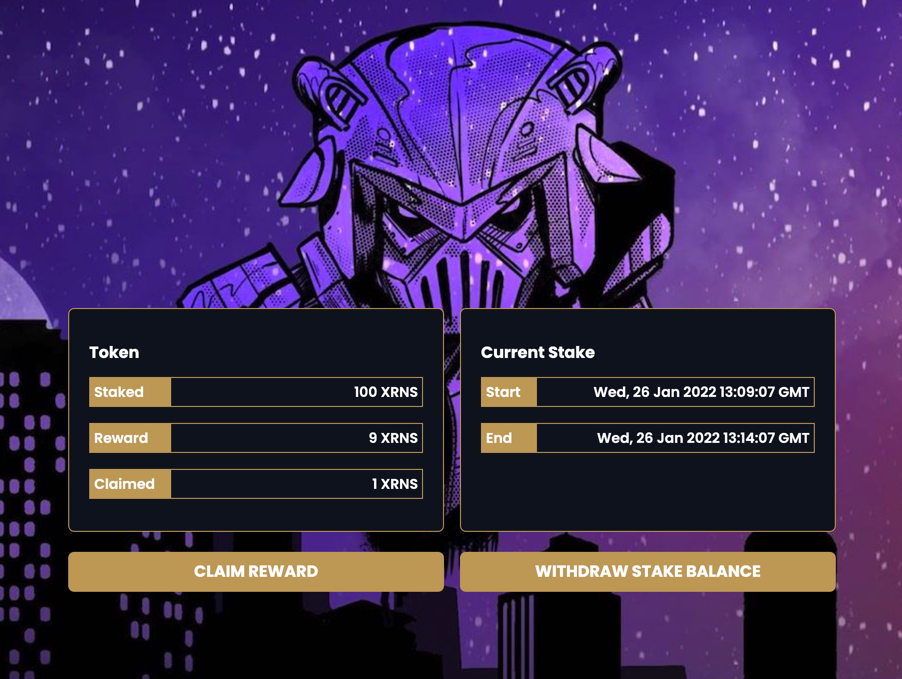 Token
Staked 100 XRNS
Reward 9 XRNS
Claimed 1 XRNS
Current Stake
Start Wed, 26 Jan 2022 13:09:07 GMT
End Wed, 26 Jan 2022 13:14:07 GMT
CLAIM REWARD
WITHDRAW STAKE BALANCE